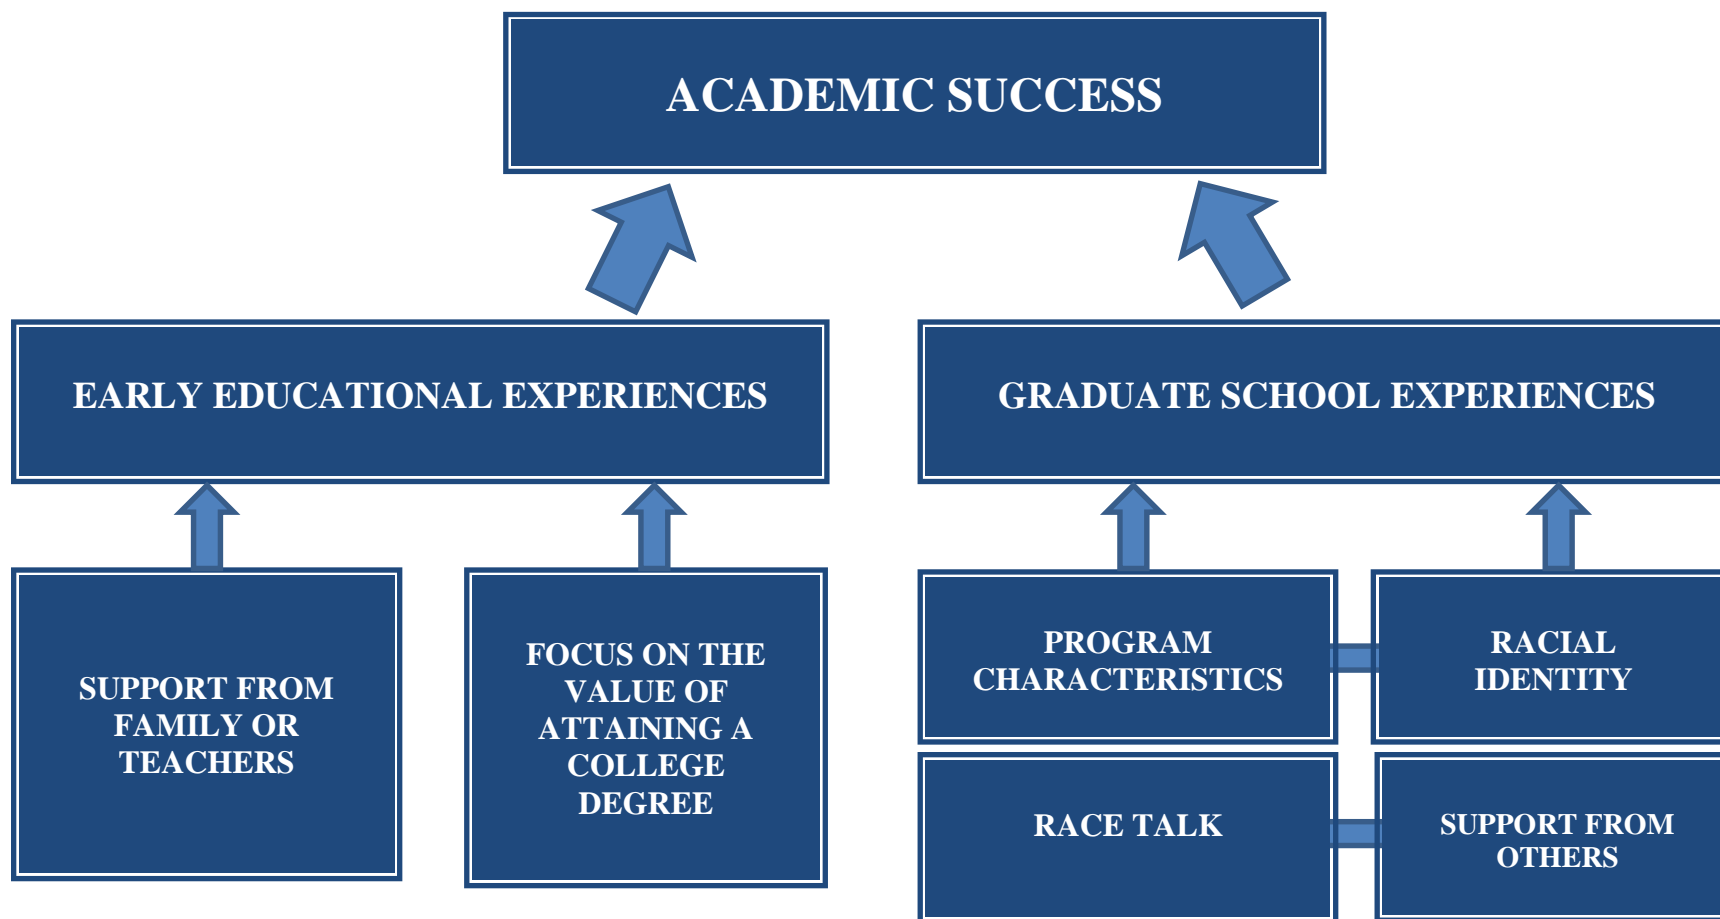 ACADEMIC SUCCESS
EARLY EDUCATIONAL EXPERIENCES
GRADUATE SCHOOL EXPERIENCES
SUPPORT FROM
FAMILY OR
TEACHERS
FOCUS ON THE
VALUE OF
ATTAINING A
COLLEGE
DEGREE
PROGRAM
CHARACTERISTICS
RACIAL
IDENTITY
RACE TALK
SUPPORT FROM
OTHERS